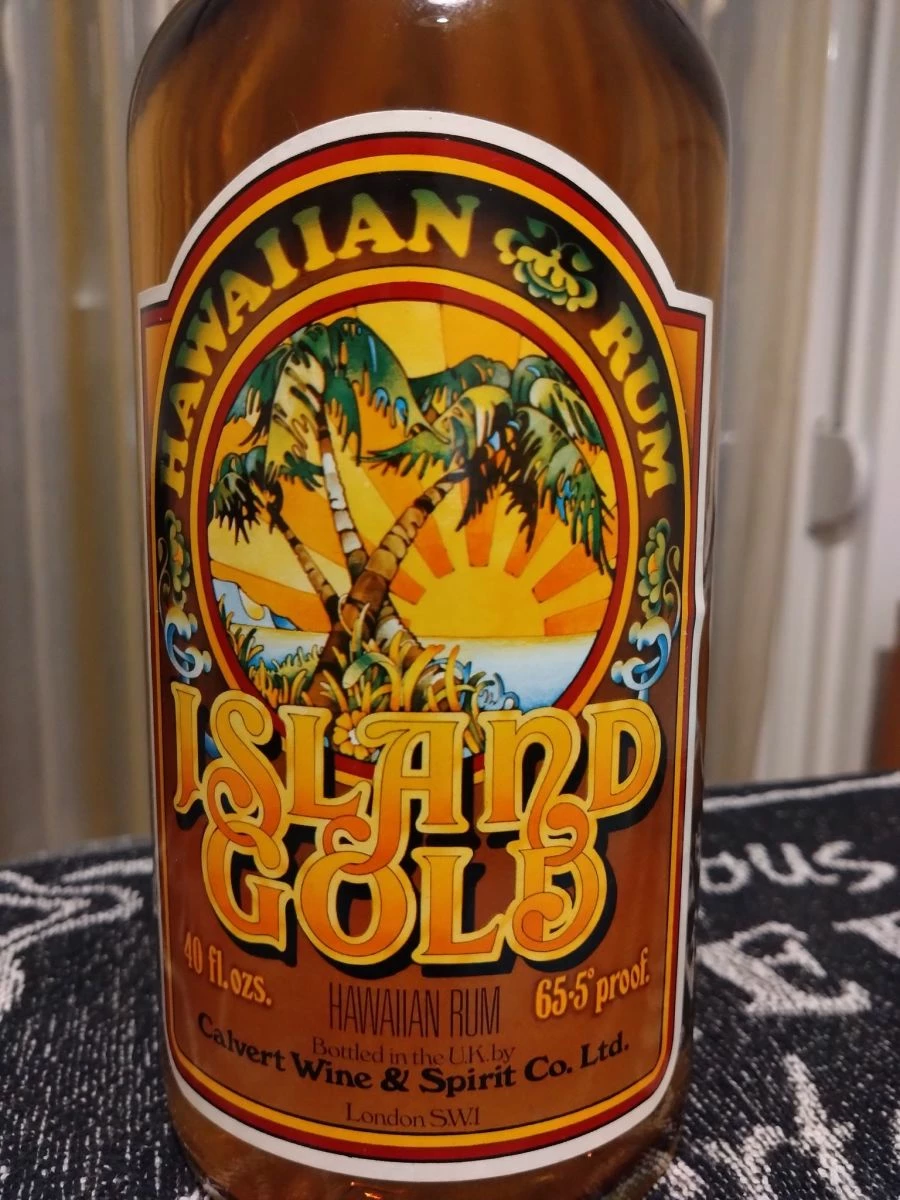 HAWAIIAN RUM
ISLAND
GOLD
40 fl.ozs.
65·5° proof.
HAWAIIAN RUM
Bottled in the U.K. by
Calvert Wine & Spirit Co. Ltd.
London S.W.1
ous